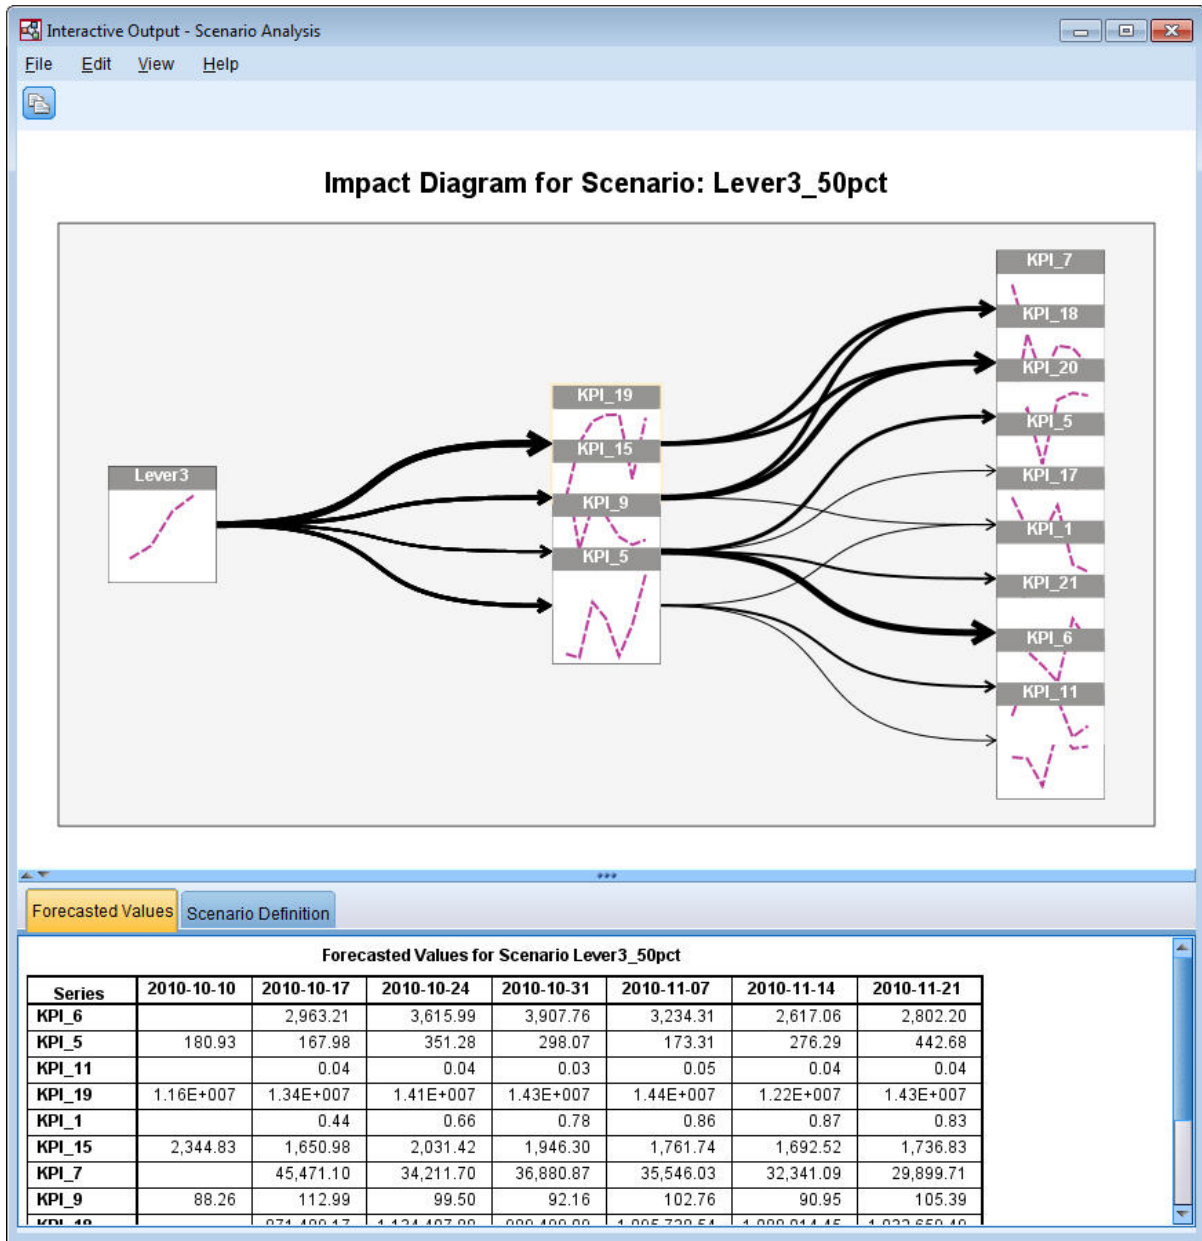 Interactive Output - Scenario Analysis
File Edit View Help
Impact Diagram for Scenario: Lever3_50pct
KPI_7
KPI_18
KPI_20
KPI_19
KPI_5
KPI_15
Lever3
KPI_17
KPI_9
KPI_1
KPI_5
KPI_21
KPI_6
KPI_11
Forecasted Values Scenario Definition
Forecasted Values for Scenario Lever3_50pct
Series 2010-10-10 2010-10-17 2010-10-24 2010-10-31 2010-11-07 2010-11-14 2010-11-21
KPI_6 2,963.21 3,615.99 3,907.76 3,234.31 2,617.06 2,802.20
KPI_5 180.93 167.98 351.28 298.07 173.31 276.29 442.68
KPI_11 0.04 0.04 0.03 0.05 0.04 0.04
KPI_19 1.16E+007 1.34E+007 1.41E+007 1.43E+007 1.44E+007 1.22E+007 1.43E+007
KPI_1 0.44 0.66 0.78 0.86 0.87 0.83
KPI_15 2,344.83 1,650.98 2,031.42 1,946.30 1,761.74 1,692.52 1,736.83
KPI_7 45,471.10 34,211.70 36,880.87 35,546.03 32,341.09 29,899.71
KPI_9 88.26 112.99 99.50 92.16 102.76 90.95 105.39
KPI_18